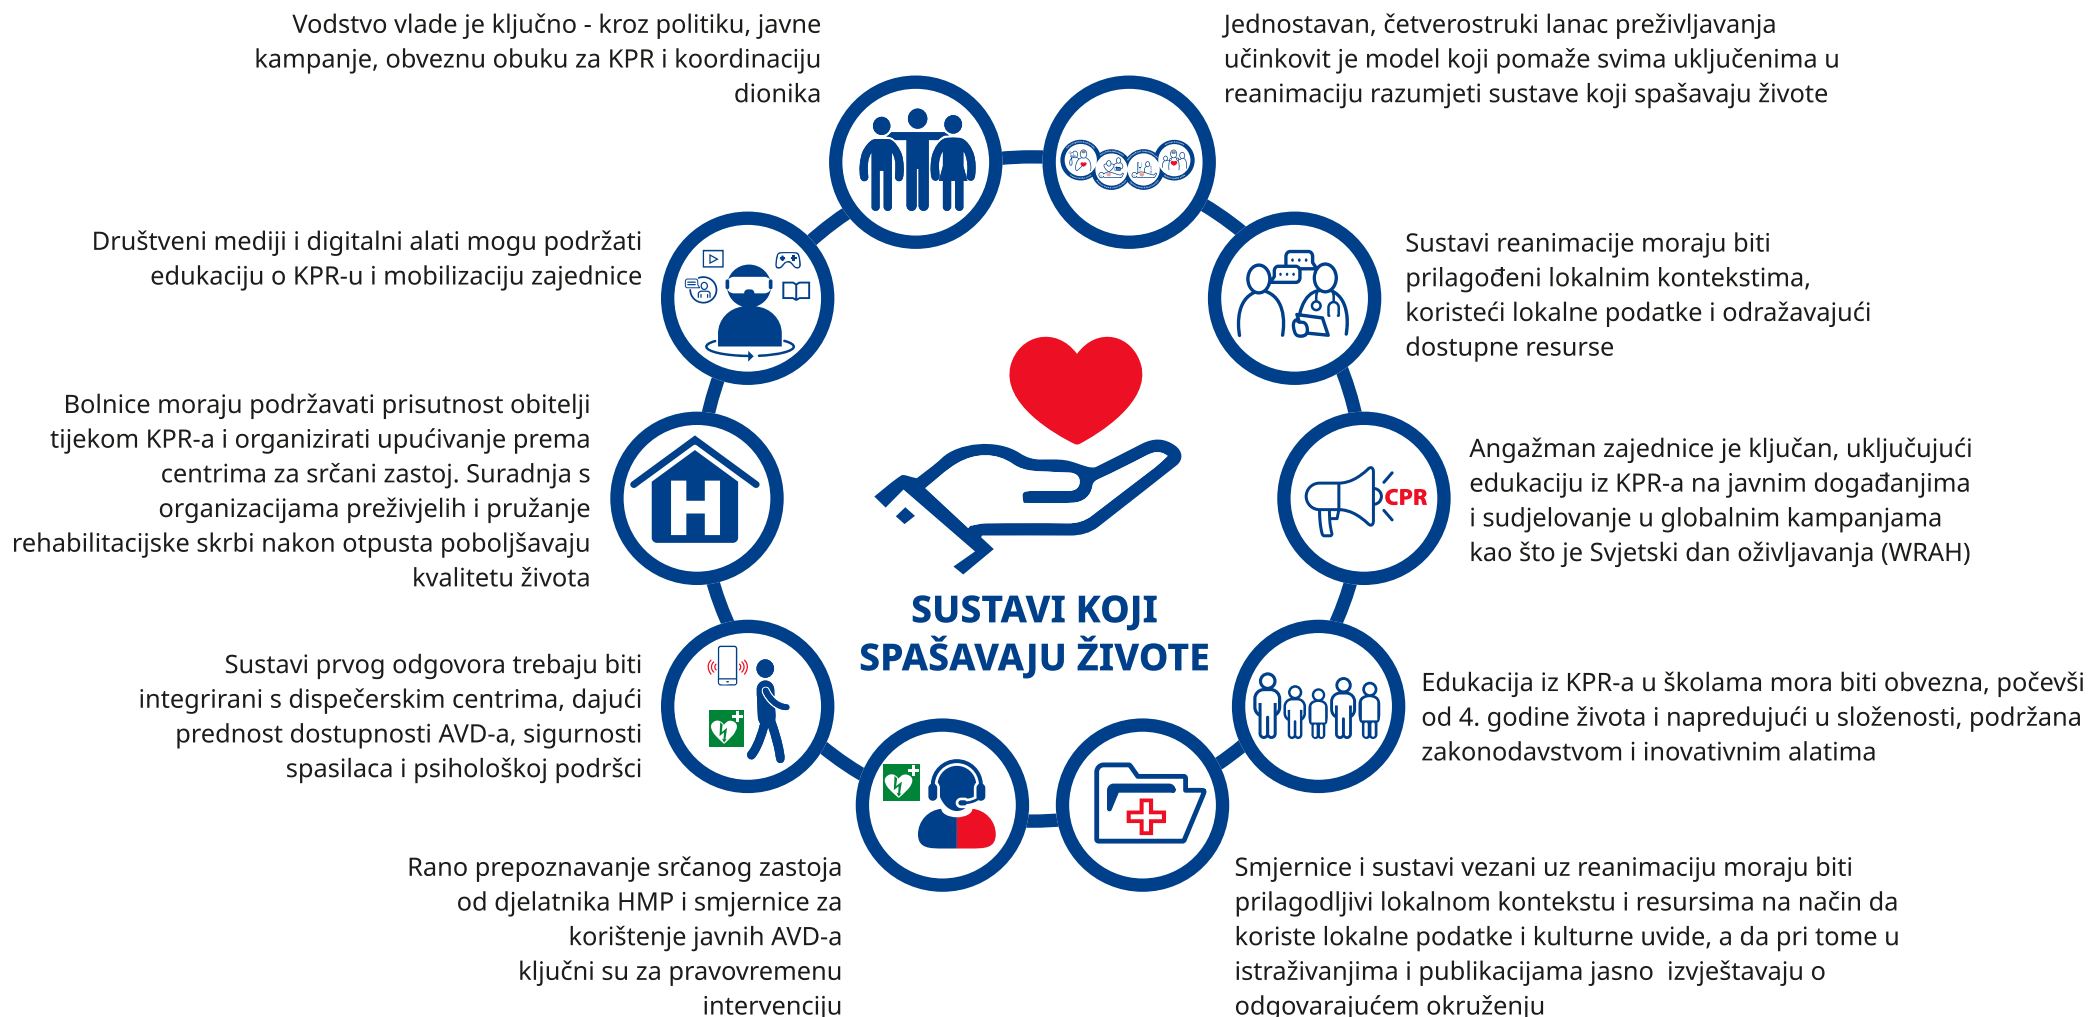 Vodstvo vlade je ključno - kroz politiku, javne
kampanje, obveznu obuku za KPR i koordinaciju
dionika
Jednostavan, četverostruki lanac preživljavanja
učinkovit je model koji pomaže svima uključenima u
reanimaciju razumjeti sustave koji spašavaju živote
Društveni mediji i digitalni alati mogu podržati
edukaciju o KPR-u i mobilizaciju zajednice
Sustavi reanimacije moraju biti
prilagođeni lokalnim kontekstima,
koristeći lokalne podatke i odražavajući
dostupne resurse
Bolnice moraju podržavati prisutnost obitelji
tijekom KPR-a i organizirati upućivanje prema
centrima za srčani zastoj. Suradnja s
organizacijama preživjelih i pružanje
rehabilitacijske skrbi nakon otpusta poboljšavaju
kvalitetu života
H
Angažman zajednice je ključan, uključujući
edukaciju iz KPR-a na javnim događanjima
i sudjelovanje u globalnim kampanjama
kao što je Svjetski dan oživljavanja (WRAH)
CPR
SUSTAVI KOJI
SPAŠAVAJU ŽIVOTE
Sustavi prvog odgovora trebaju biti
integrirani s dispečerskim centrima, dajući
prednost dostupnosti AVD-a, sigurnosti
spasilaca i psihološkoj podršci
Edukacija iz KPR-a u školama mora biti obvezna, počevši
od 4. godine života i napredujući u složenosti, podržana
zakonodavstvom i inovativnim alatima
Rano prepoznavanje srčanog zastoja
od djelatnika HMP i smjernice za
korištenje javnih AVD-a
ključni su za pravovremenu
intervenciju
Smjernice i sustavi vezani uz reanimaciju moraju biti
prilagodljivi lokalnom kontekstu i resursima na način da
koriste lokalne podatke i kulturne uvide, a da pri tome u
istraživanjima i publikacijama jasno  izvještavaju o
odgovarajućem okruženju